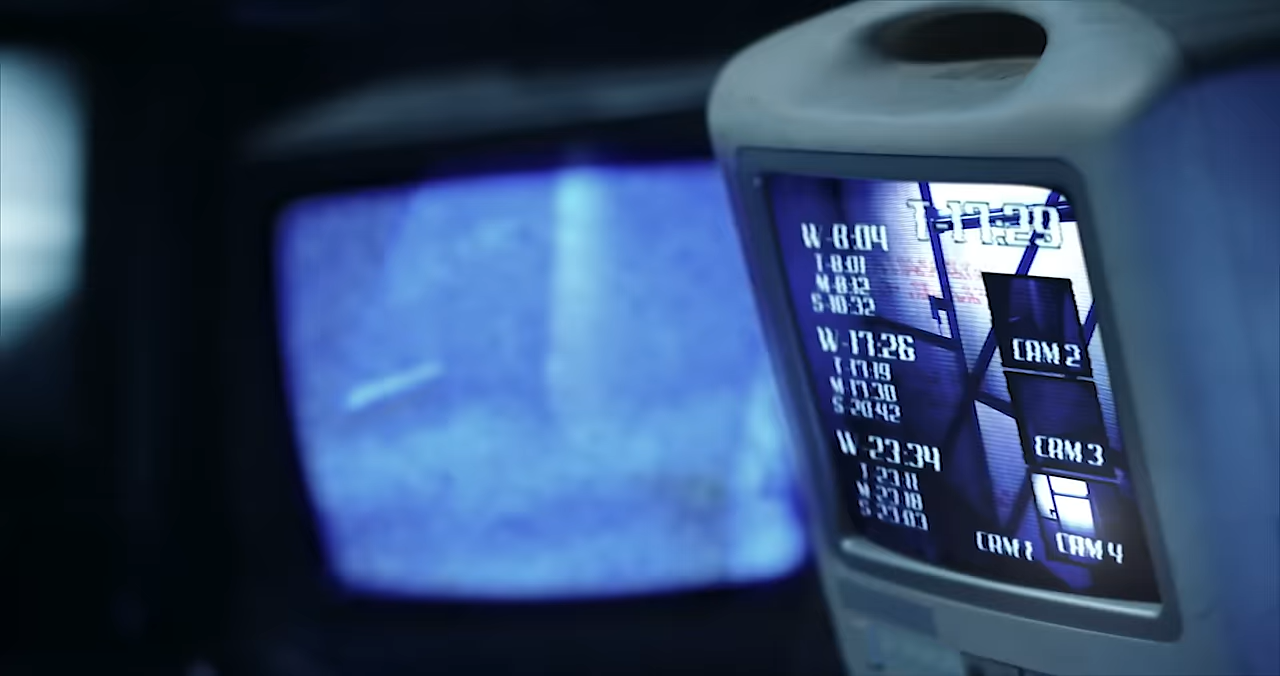 T-17:29
W-8:04
T-8:01
M-8:12
S-10:32
W-17:26
T-17:19
M-17:30
S-20:42
W-23:34
T-23:11
M-23:18
S-23:03
CAM 2
CAM 3
CAM 1
CAM 4